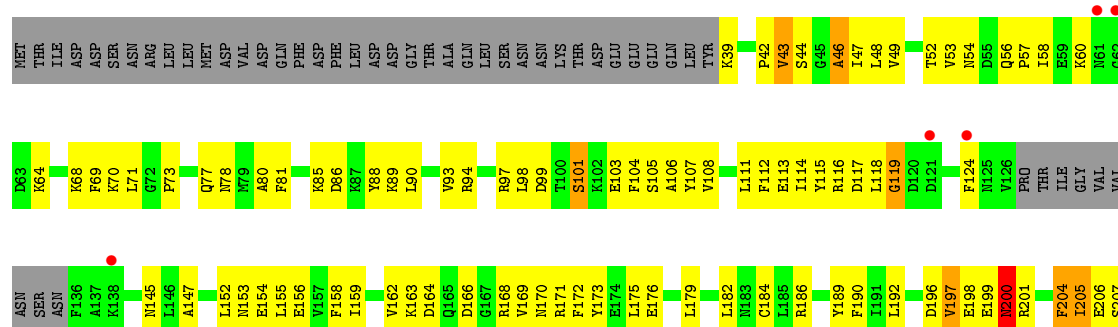 MET THR ILE ASP ASP SER ASN ARG LEU LEU MET ASP VAL ASP GLN PHE ASP PHE LEU ASP ASP GLY THR ALA GLN LEU SER ASN ASN LYS THR ASP GLU GLU GLU GLN LEU TYR K39 P42 V43 S44 G45 A46 I47 L48 V49 T52 V53 N54 D55 Q56 P57 I58 E59 K60 N61 G62
D63 K64 K68 F69 K70 L71 G72 P73 Q77 N78 M79 A80 F81 K85 D86 K87 Y88 K89 L90 V93 R94 R97 L98 D99 T100 S101 K102 E103 F104 S105 A106 Y107 V108 L111 F112 E113 I114 Y115 R116 D117 L118 G119 D120 D121 F124 N125 V126 PRO THR ILE GLY VAL VAL
ASN SER ASN F136 A137 K138 N145 L146 A147 L152 N153 E154 L155 E156 V157 F158 I159 V162 K163 D164 Q165 D166 G167 R168 V169 N170 R171 F172 Y173 E174 L175 E176 L179 L182 N183 C184 L185 R186 Y189 F190 I191 L192 D196 V197 E198 E199 N200 R201 F204 I205 E206